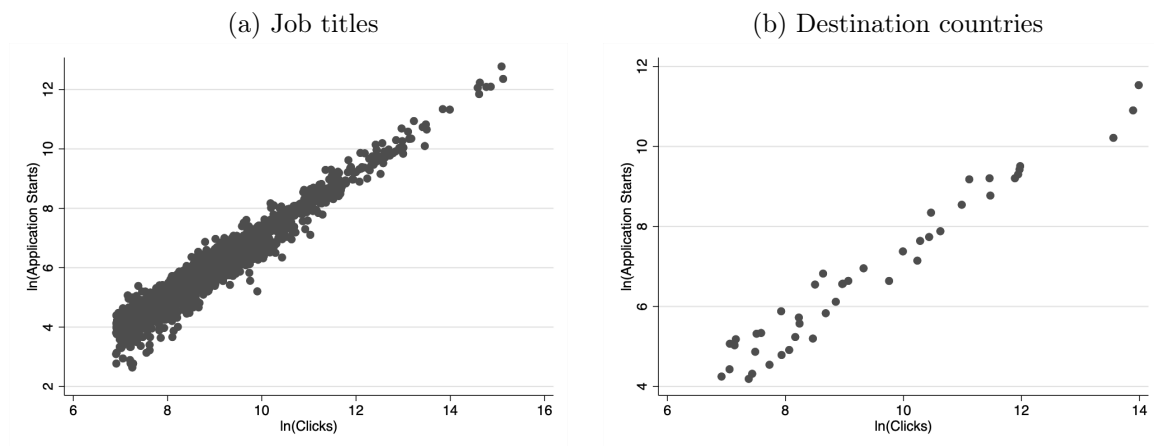 (a) Job titles
ln(Application Starts)
12
10
8
6
4
2
6 8 10 12 14 16
ln(Clicks)
(b) Destination countries
ln(Application Starts)
12
10
8
6
4
6 8 10 12 14
ln(Clicks)